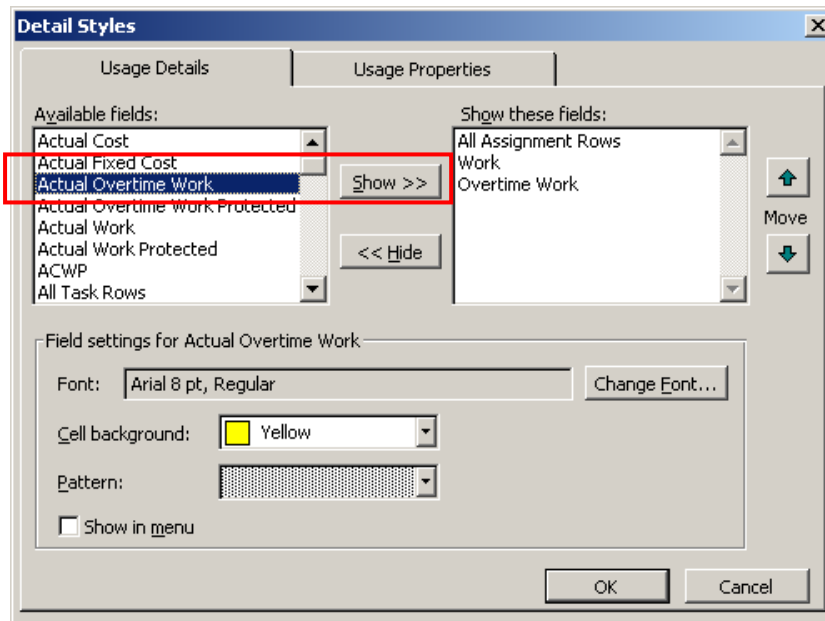 Detail Styles
Usage Details
Usage Properties
Available fields:
Actual Cost
Actual Fixed Cost
Actual Overtime Work
Actual Overtime Work Protected
Actual Work
Actual Work Protected
ACWP
All Task Rows
Show >>
<< Hide
Show these fields:
All Assignment Rows
Work
Overtime Work
Move
Field settings for Actual Overtime Work
Font: Arial 8 pt, Regular Change Font...
Cell background: Yellow
Pattern:
Show in menu
OK Cancel